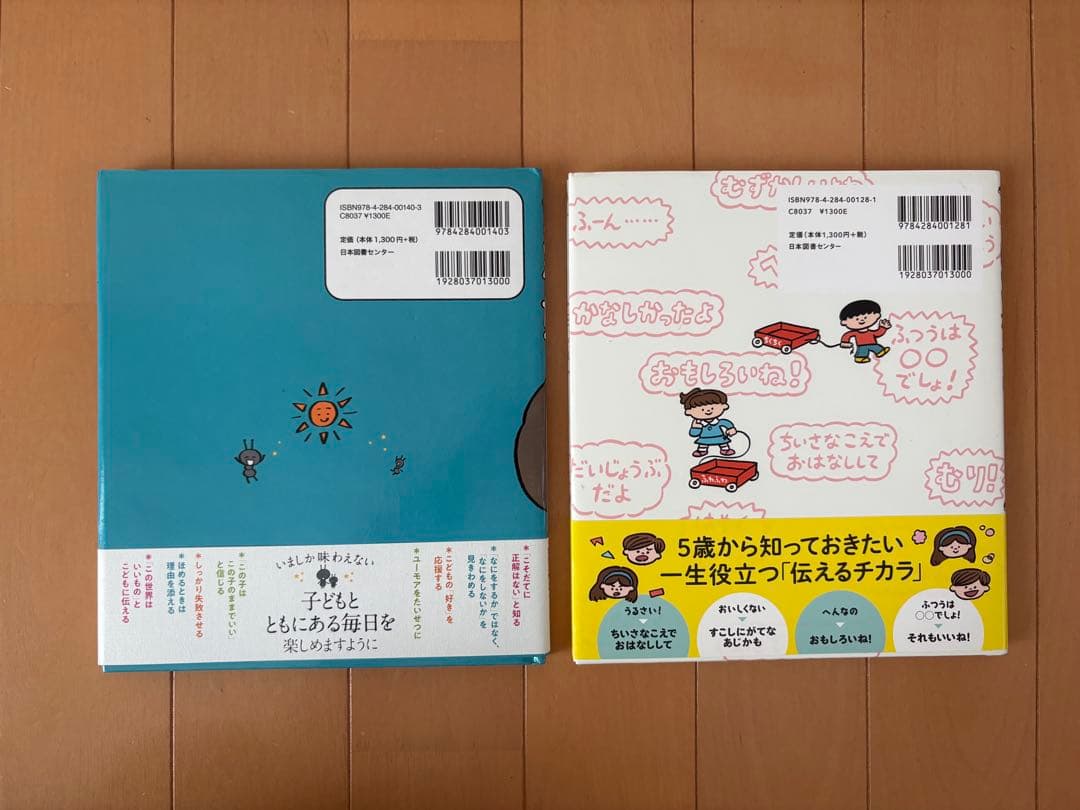 ISBN978-4-284-00140-3
C8037 ¥1300E
定価(本体1,300円+税)
日本図書センター
9784284001403
1928037013000
いましか味わえない
子どもと
ともにある毎日を
楽しめますように
*「こそだてに
正解はない」と知る
*「なにをするか」ではなく、
「なにをしないか」を
見きわめる
*こどもの「好き」を
応援する
*ユーモアをたいせつに
*「この子は
この子のままでいい」
と信じる
*しっかり失敗させる
*ほめるときは
理由を添える
*「この世界は
いいもの」と
こどもに伝える
ISBN978-4-284-00128-1
C8037 ¥1300E
定価(本体1,300円+税)
日本図書センター
9784284001281
1928037013000
ふーん……
かなしかったよ
ちくちく
ふつうは
○○
でしょ!
おもしろいね!
ちいさなこえで
おはなしして
ふわふわ
だいじょうぶ
だよ
むり!
5歳から知っておきたい
一生役立つ「伝えるチカラ」
うるさい!
ちいさなこえで
おはなしして
おいしくない
すこしにがてな
あじかも
へんなの
おもしろいね!
ふつうは
○○でしょ!
それもいいね!